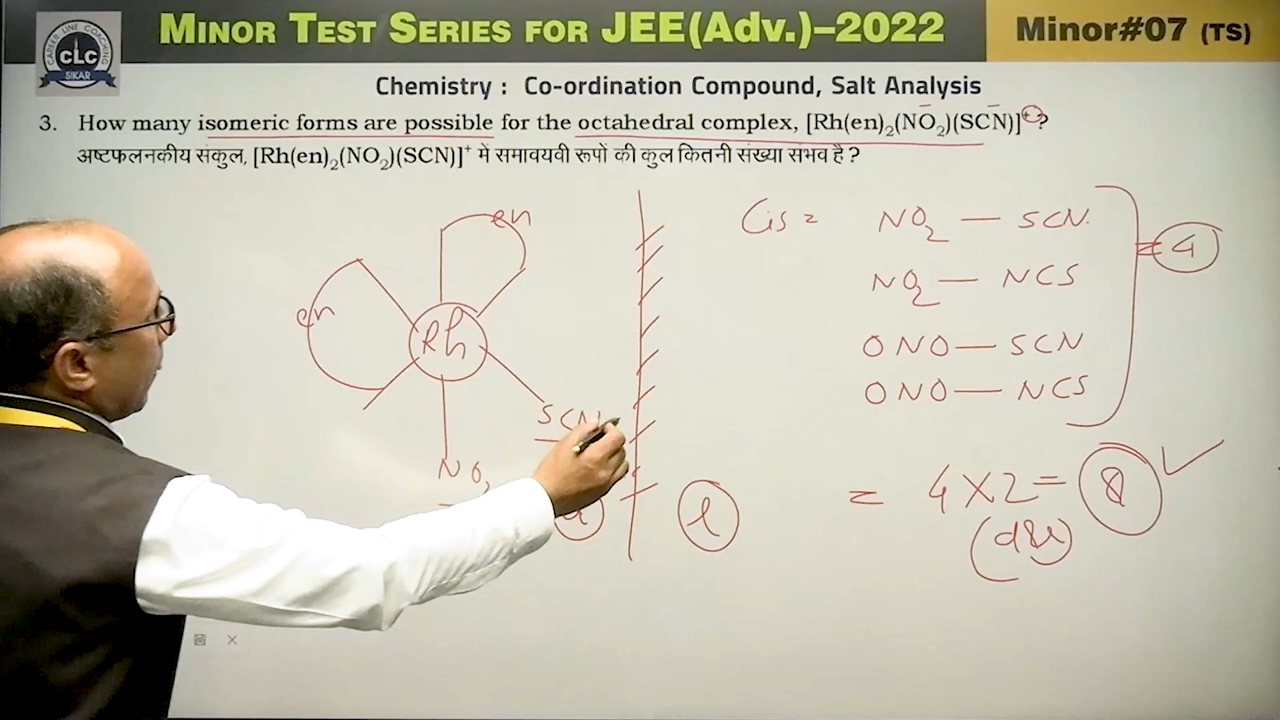 MINOR TEST SERIES FOR JEE(Adv.)–2022
Minor#07 (TS)
CAREER LINE COACHING
CLC
SIKAR
Chemistry : Co-ordination Compound, Salt Analysis
3. How many isomeric forms are possible for the octahedral complex, [Rh(en)₂(NO₂)(SCN)]⁺ ?
अष्टफलनकीय संकुल, [Rh(en)₂(NO₂)(SCN)]⁺ में समावयवी रूपों की कुल कितनी संख्या संभव है ?
en
en
Rh
SCN
NO₂
d
l
Cis =
NO₂ — SCN
NO₂ — NCS
ONO — SCN
ONO — NCS
= 4
= 4 × 2 = 8
(d&l)